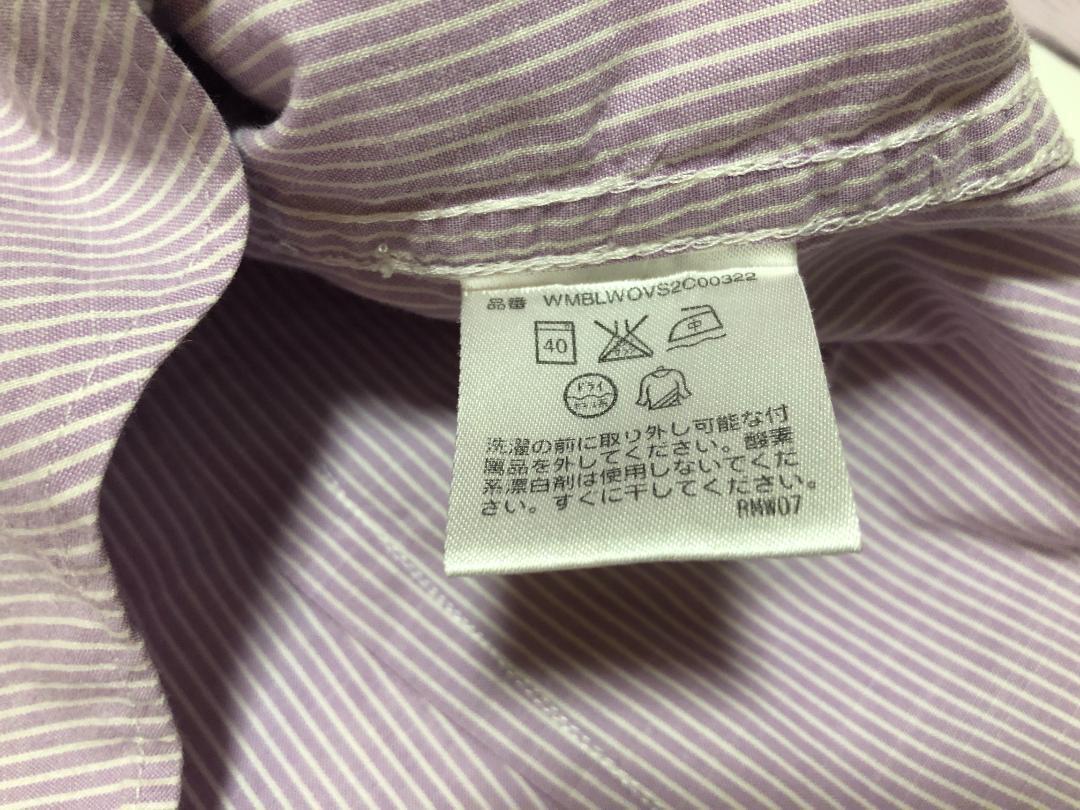 品番 WMBLWOVS2C00322
40
中
ドライ
洗濯の前に取り外し可能な付
属品を外してください。酸素
系漂白剤は使用しないでくだ
さい。すぐに干してください。
RMW07